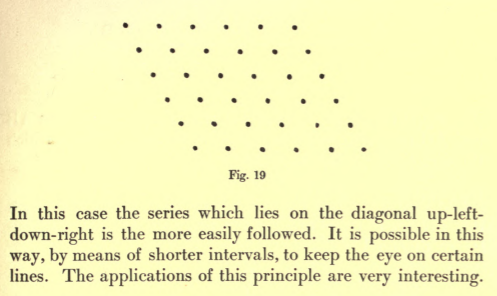 Fig. 19
In this case the series which lies on the diagonal up-left-
down-right is the more easily followed. It is possible in this
way, by means of shorter intervals, to keep the eye on certain
lines. The applications of this principle are very interesting.